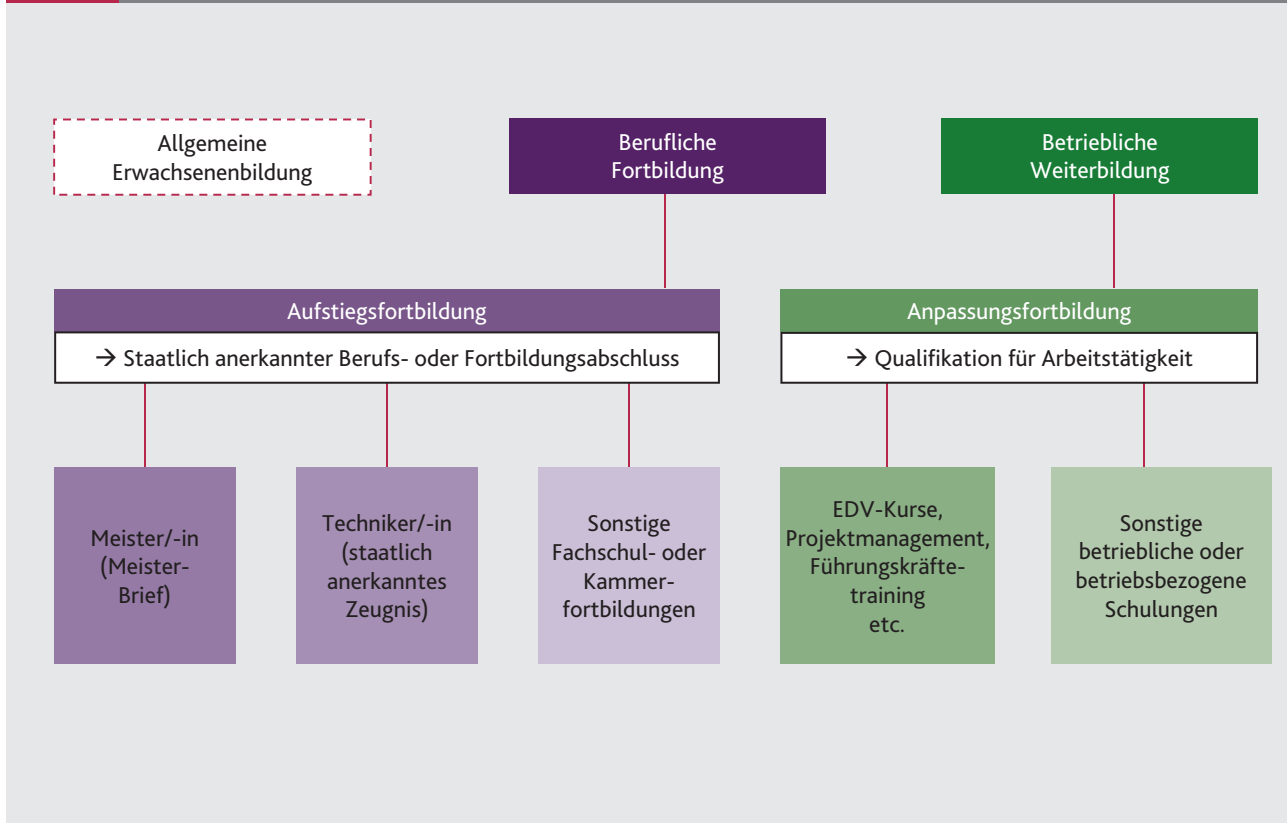 Allgemeine
Erwachsenenbildung
Berufliche
Fortbildung
Betriebliche
Weiterbildung
Aufstiegsfortbildung
→ Staatlich anerkannter Berufs- oder Fortbildungsabschluss
Anpassungsfortbildung
→ Qualifikation für Arbeitstätigkeit
Meister/-in
(Meister-
Brief)
Techniker/-in
(staatlich
anerkanntes
Zeugnis)
Sonstige
Fachschul- oder
Kammer-
fortbildungen
EDV-Kurse,
Projektmanagement,
Führungskräfte-
training
etc.
Sonstige
betriebliche oder
betriebsbezogene
Schulungen